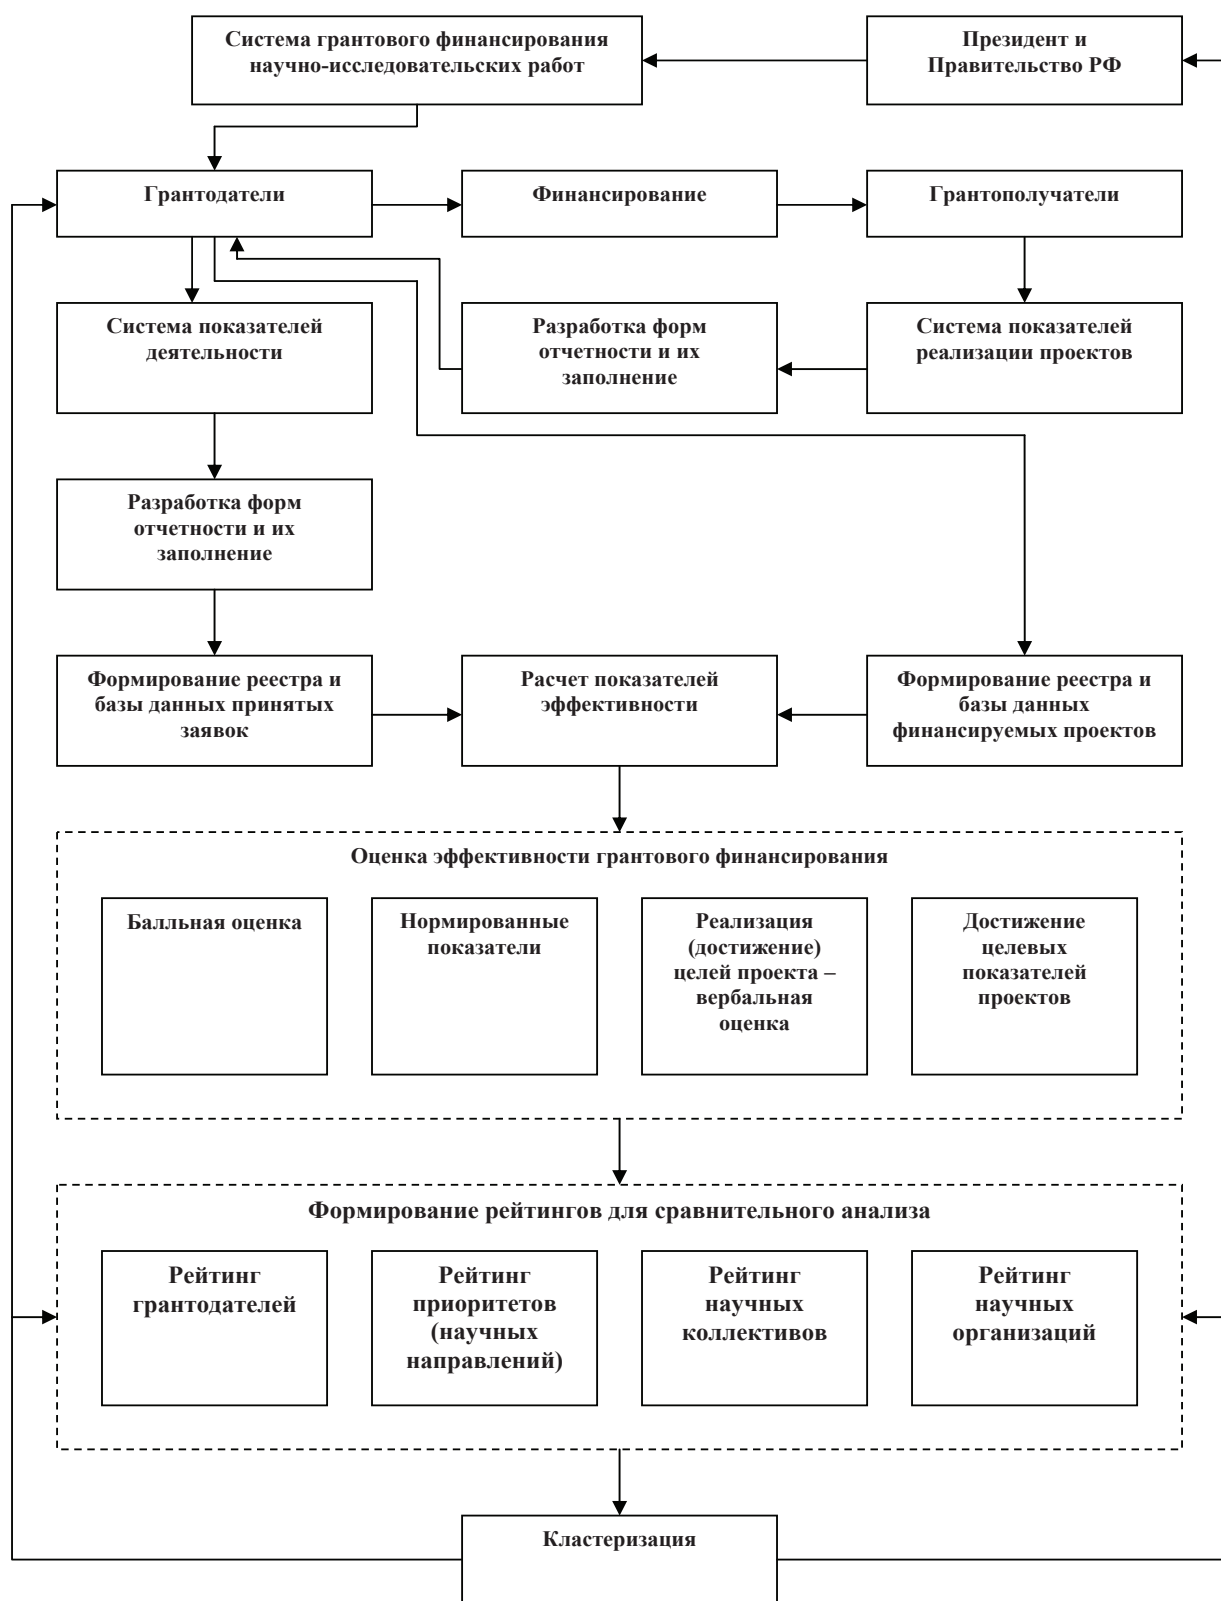 Система грантового финансирования
научно-исследовательских работ
Президент и
Правительство РФ
Грантодатели
Финансирование
Грантополучатели
Система показателей
деятельности
Разработка форм
отчетности и их
заполнение
Система показателей
реализации проектов
Разработка форм
отчетности и их
заполнение
Формирование реестра и
базы данных принятых
заявок
Расчет показателей
эффективности
Формирование реестра и
базы данных
финансируемых проектов
Оценка эффективности грантового финансирования
Балльная оценка
Нормированные
показатели
Реализация
(достижение)
целей проекта –
вербальная
оценка
Достижение
целевых
показателей
проектов
Формирование рейтингов для сравнительного анализа
Рейтинг
грантодателей
Рейтинг
приоритетов
(научных
направлений)
Рейтинг
научных
коллективов
Рейтинг
научных
организаций
Кластеризация